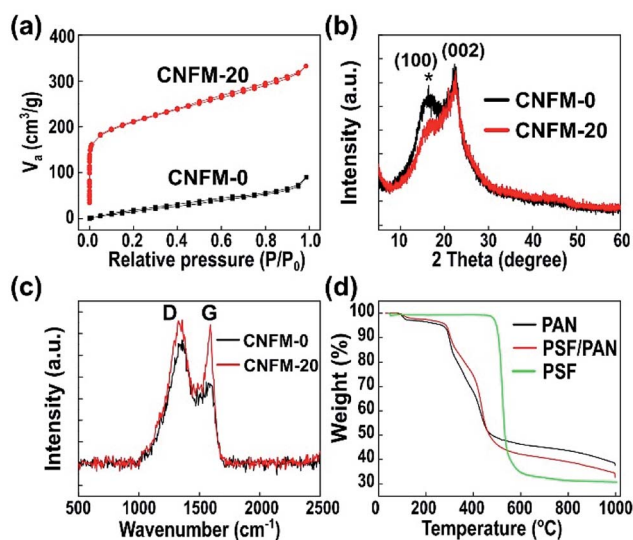 (a)
CNFM-20
CNFM-0
400
300
200
100
0
Va (cm3/g)
0.0 0.2 0.4 0.6 0.8 1.0
Relative pressure (P/P0)
(b)
(100)
*
(002)
CNFM-0
CNFM-20
Intensity (a.u.)
10 20 30 40 50 60
2 Theta (degree)
(c)
D G
CNFM-0
CNFM-20
Intensity (a.u.)
500 1000 1500 2000 2500
Wavenumber (cm-1)
(d)
100
90
80
70
60
50
40
30
Weight (%)
PAN
PSF/PAN
PSF
0 200 400 600 800 1000
Temperature (°C)